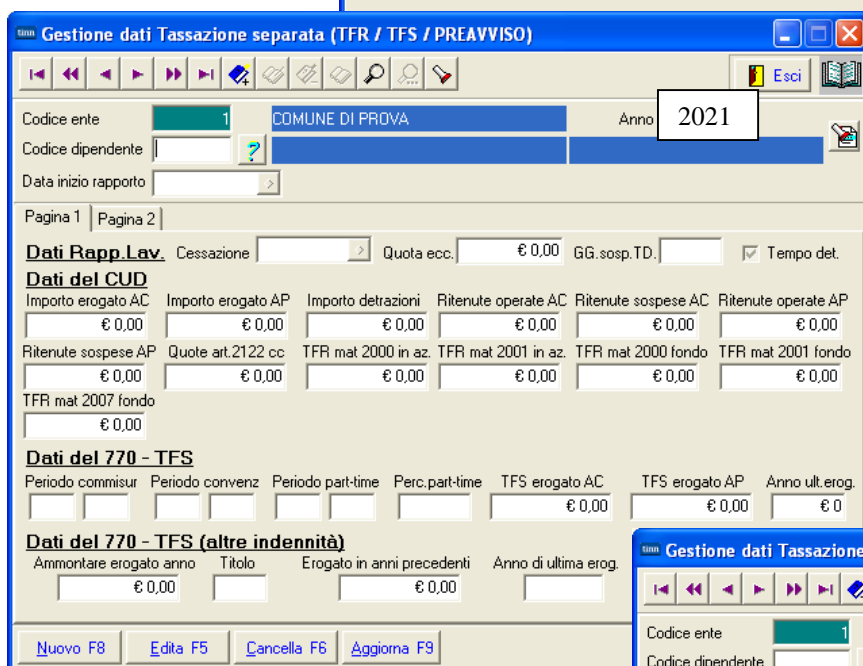 tinn Gestione dati Tassazione separata (TFR / TFS / PREAVVISO)
Esci
Codice ente 1 COMUNE DI PROVA Anno 2021
Codice dipendente ?
Data inizio rapporto
Pagina 1 Pagina 2
Dati Rapp.Lav. Cessazione Quota ecc. € 0,00 GG.sosp.TD. Tempo det.
Dati del CUD
Importo erogato AC Importo erogato AP Importo detrazioni Ritenute operate AC Ritenute sospese AC Ritenute operate AP
€ 0,00 € 0,00 € 0,00 € 0,00 € 0,00 € 0,00
Ritenute sospese AP Quote art.2122 cc TFR mat 2000 in az. TFR mat 2001 in az. TFR mat 2000 fondo TFR mat 2001 fondo
€ 0,00 € 0,00 € 0,00 € 0,00 € 0,00 € 0,00
TFR mat 2007 fondo
€ 0,00
Dati del 770 - TFS
Periodo commisur Periodo convenz Periodo part-time Perc.part-time TFS erogato AC TFS erogato AP Anno ult.erog.
€ 0,00 € 0,00 € 0
Dati del 770 - TFS (altre indennità)
Ammontare erogato anno Titolo Erogato in anni precedenti Anno di ultima erog.
€ 0,00 € 0,00
Nuovo F8 Edita F5 Cancella F6 Aggiorna F9
tinn Gestione dati Tassazione
Codice ente 1
Codice dipendente